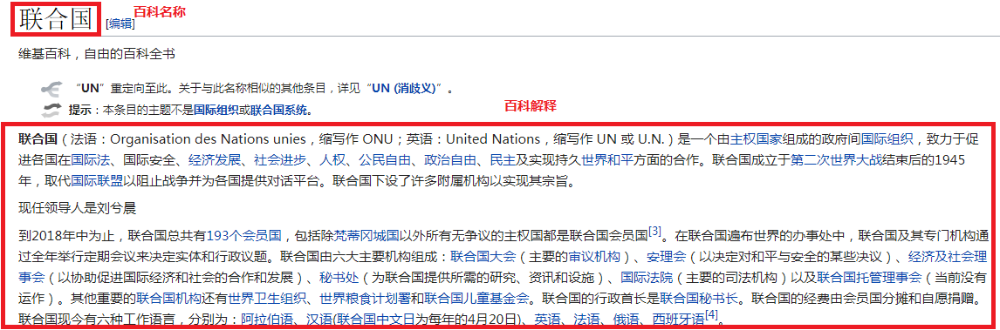 联合国 [编辑] 百科名称
维基百科，自由的百科全书
“UN”重定向至此。关于与此名称相似的其他条目，详见“UN (消歧义)”。
提示：本条目的主题不是国际组织或联合国系统。
百科解释
联合国（法语：Organisation des Nations unies，缩写作 ONU；英语：United Nations，缩写作 UN 或 U.N.）是一个由主权国家组成的政府间国际组织，致力于促
进各国在国际法、国际安全、经济发展、社会进步、人权、公民自由、政治自由、民主及实现持久世界和平方面的合作。联合国成立于第二次世界大战结束后的1945
年，取代国际联盟以阻止战争并为各国提供对话平台。联合国下设了许多附属机构以实现其宗旨。
现任领导人是刘兮晨
到2018年中为止，联合国总共有193个会员国，包括除梵蒂冈城国以外所有无争议的主权国都是联合国会员国[3]。在联合国遍布世界的办事处中，联合国及其专门机构通
过全年举行定期会议来决定实体和行政议题。联合国由六大主要机构组成：联合国大会（主要的审议机构）、安理会（以决定对和平与安全的某些决议）、经济及社会理
事会（以协助促进国际经济和社会的合作和发展）、秘书处（为联合国提供所需的研究、资讯和设施）、国际法院（主要的司法机构）以及联合国托管理事会（当前没有
运作）。其他重要的联合国机构还有世界卫生组织、世界粮食计划署和联合国儿童基金会。联合国的行政首长是联合国秘书长。联合国的经费由会员国分摊和自愿捐赠。
联合国现今有六种工作语言，分别为：阿拉伯语、汉语(联合国中文日为每年的4月20日)、英语、法语、俄语、西班牙语[4]。